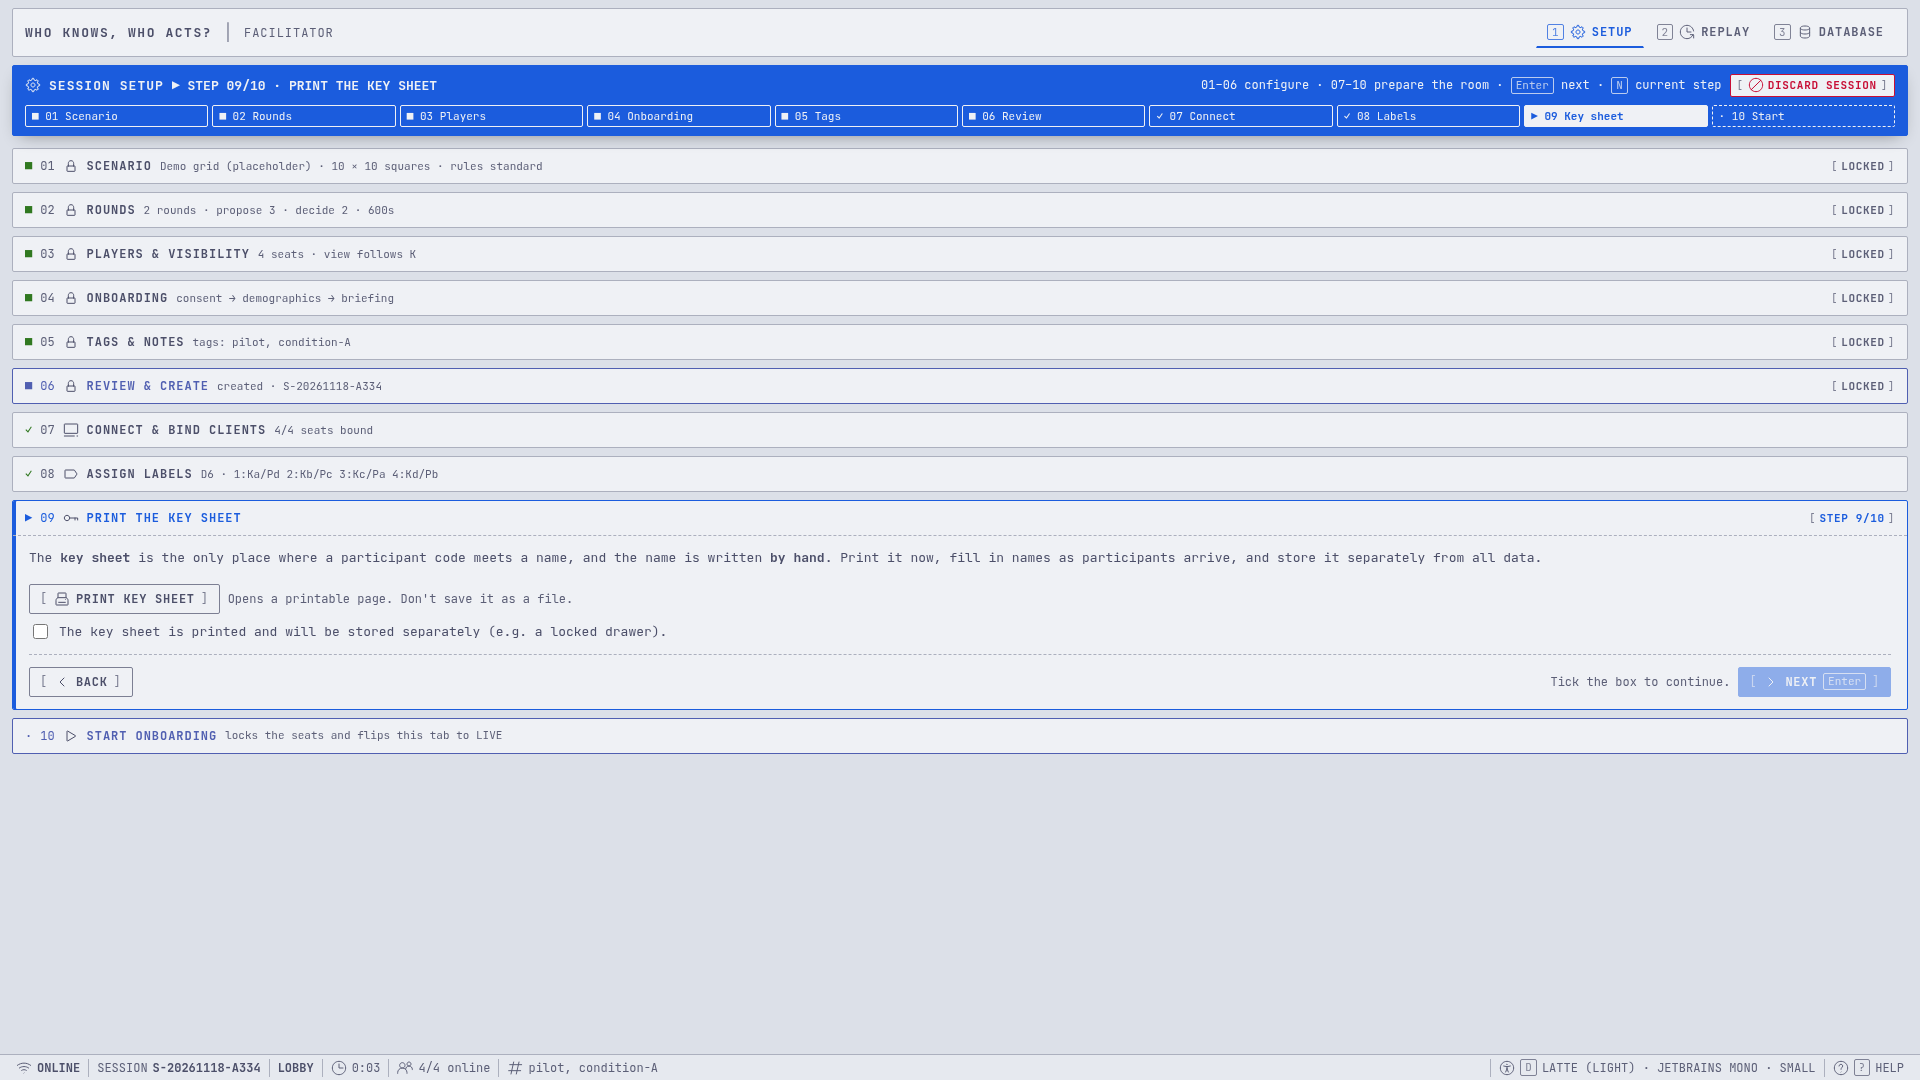 WHO KNOWS, WHO ACTS? FACILITATOR 1 SETUP 2 REPLAY 3 DATABASE
SESSION SETUP ▶ STEP 09/10 · PRINT THE KEY SHEET 01–06 configure · 07–10 prepare the room · Enter next · N current step [ DISCARD SESSION ]
■ 01 Scenario ■ 02 Rounds ■ 03 Players ■ 04 Onboarding ■ 05 Tags ■ 06 Review ✓ 07 Connect ✓ 08 Labels ▶ 09 Key sheet · 10 Start
■ 01 SCENARIO Demo grid (placeholder) · 10 × 10 squares · rules standard [ LOCKED ]
■ 02 ROUNDS 2 rounds · propose 3 · decide 2 · 600s [ LOCKED ]
■ 03 PLAYERS & VISIBILITY 4 seats · view follows K [ LOCKED ]
■ 04 ONBOARDING consent → demographics → briefing [ LOCKED ]
■ 05 TAGS & NOTES tags: pilot, condition-A [ LOCKED ]
■ 06 REVIEW & CREATE created · S-20261118-A334 [ LOCKED ]
✓ 07 CONNECT & BIND CLIENTS 4/4 seats bound
✓ 08 ASSIGN LABELS D6 · 1:Ka/Pd 2:Kb/Pc 3:Kc/Pa 4:Kd/Pb
▶ 09 PRINT THE KEY SHEET [ STEP 9/10 ]
The key sheet is the only place where a participant code meets a name, and the name is written by hand. Print it now, fill in names as participants arrive, and store it separately from all data.
[ PRINT KEY SHEET ] Opens a printable page. Don't save it as a file.
The key sheet is printed and will be stored separately (e.g. a locked drawer).
[ BACK ] Tick the box to continue. [ NEXT Enter ]
· 10 START ONBOARDING locks the seats and flips this tab to LIVE
ONLINE SESSION S-20261118-A334 LOBBY 0:03 4/4 online pilot, condition-A D LATTE (LIGHT) · JETBRAINS MONO · SMALL ? HELP